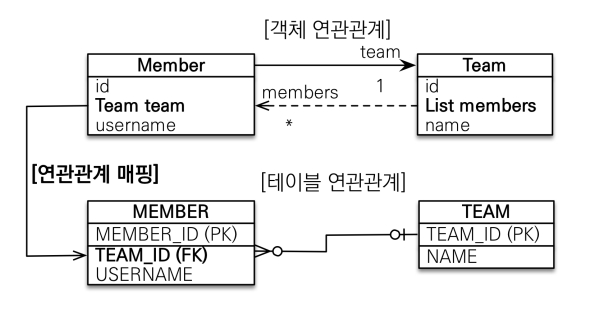 [객체 연관관계]
team
Member
Team
id
Team team
username
members
1
*
id
List members
name
[연관관계 매핑]
[테이블 연관관계]
MEMBER
TEAM
MEMBER_ID (PK)
TEAM_ID (FK)
USERNAME
TEAM_ID (PK)
NAME